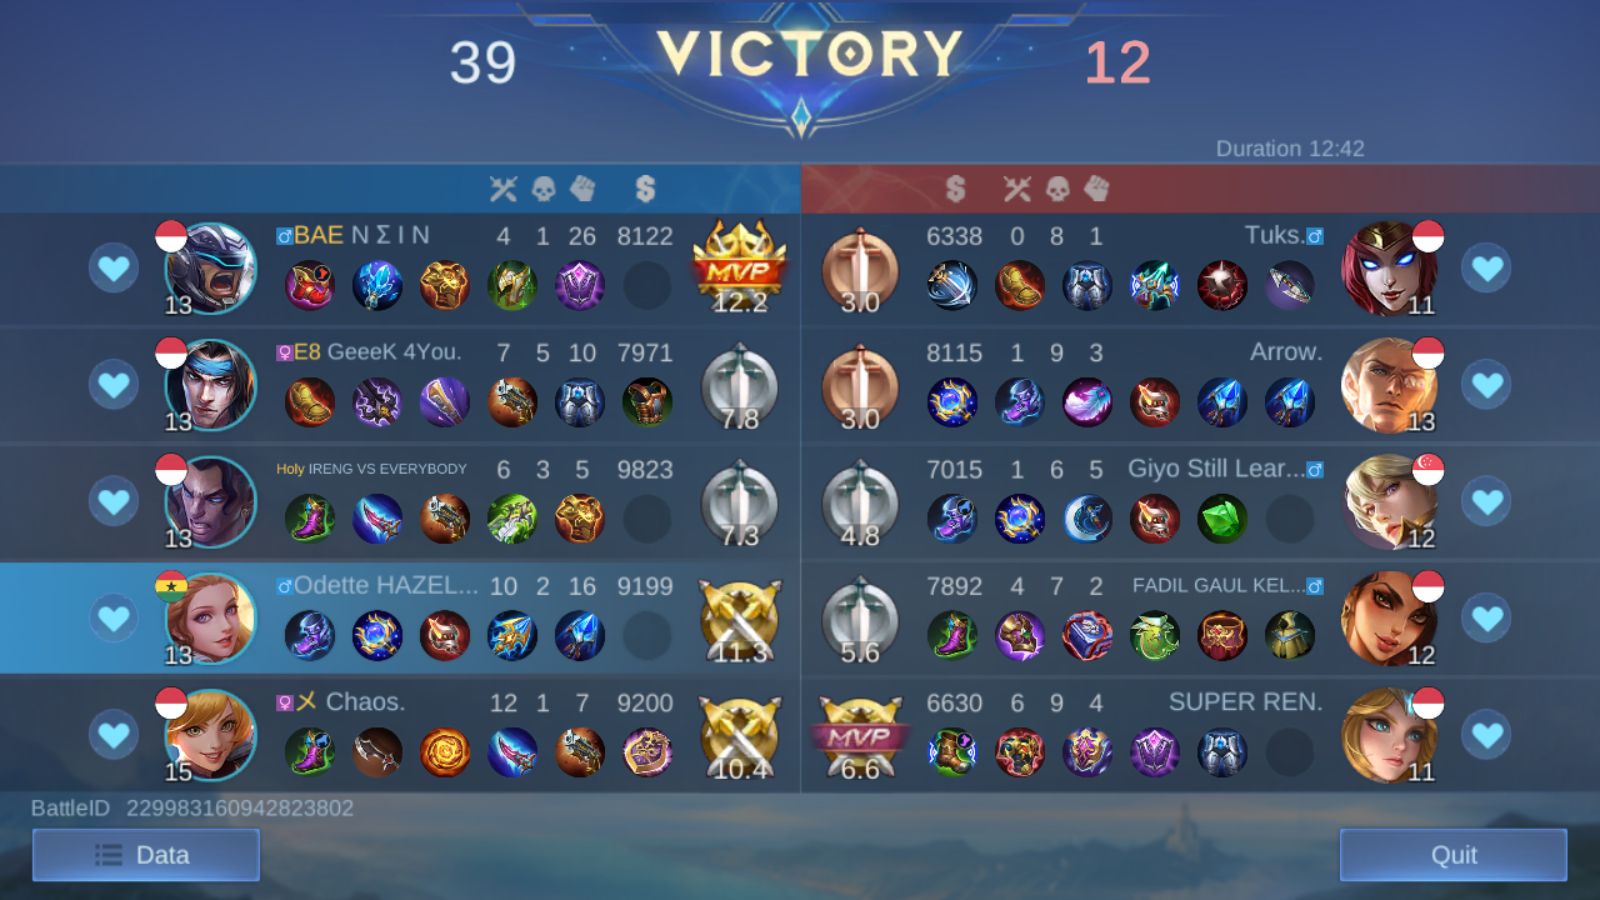 39
VICTORY
12
Duration 12:42
BAE N Σ I N 4 1 26 8122
MVP
12.2
13
6338 0 8 1 Tuks.
3.0
11
E8 GeeeK 4You. 7 5 10 7971
7.8
13
8115 1 9 3 Arrow.
3.0
13
Holy IRENG VS EVERYBODY 6 3 5 9823
7.3
13
7015 1 6 5 Giyo Still Lear...
4.8
12
Odette HAZEL... 10 2 16 9199
11.3
13
7892 4 7 2 FADIL GAUL KEL...
5.6
12
メ Chaos. 12 1 7 9200
10.4
15
6630 6 9 4 SUPER REN.
MVP
6.6
11
BattleID 229983160942823802
Data
Quit